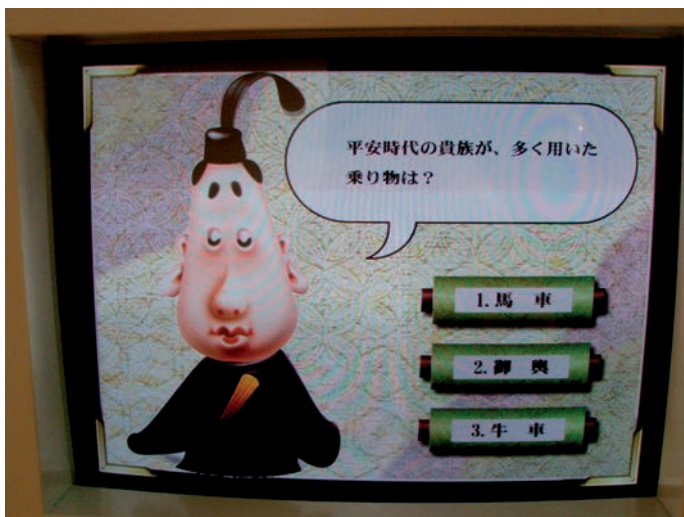 平安時代の貴族が、多く用いた
乗り物は？
1.馬 車
2.御 輿
3.牛 車